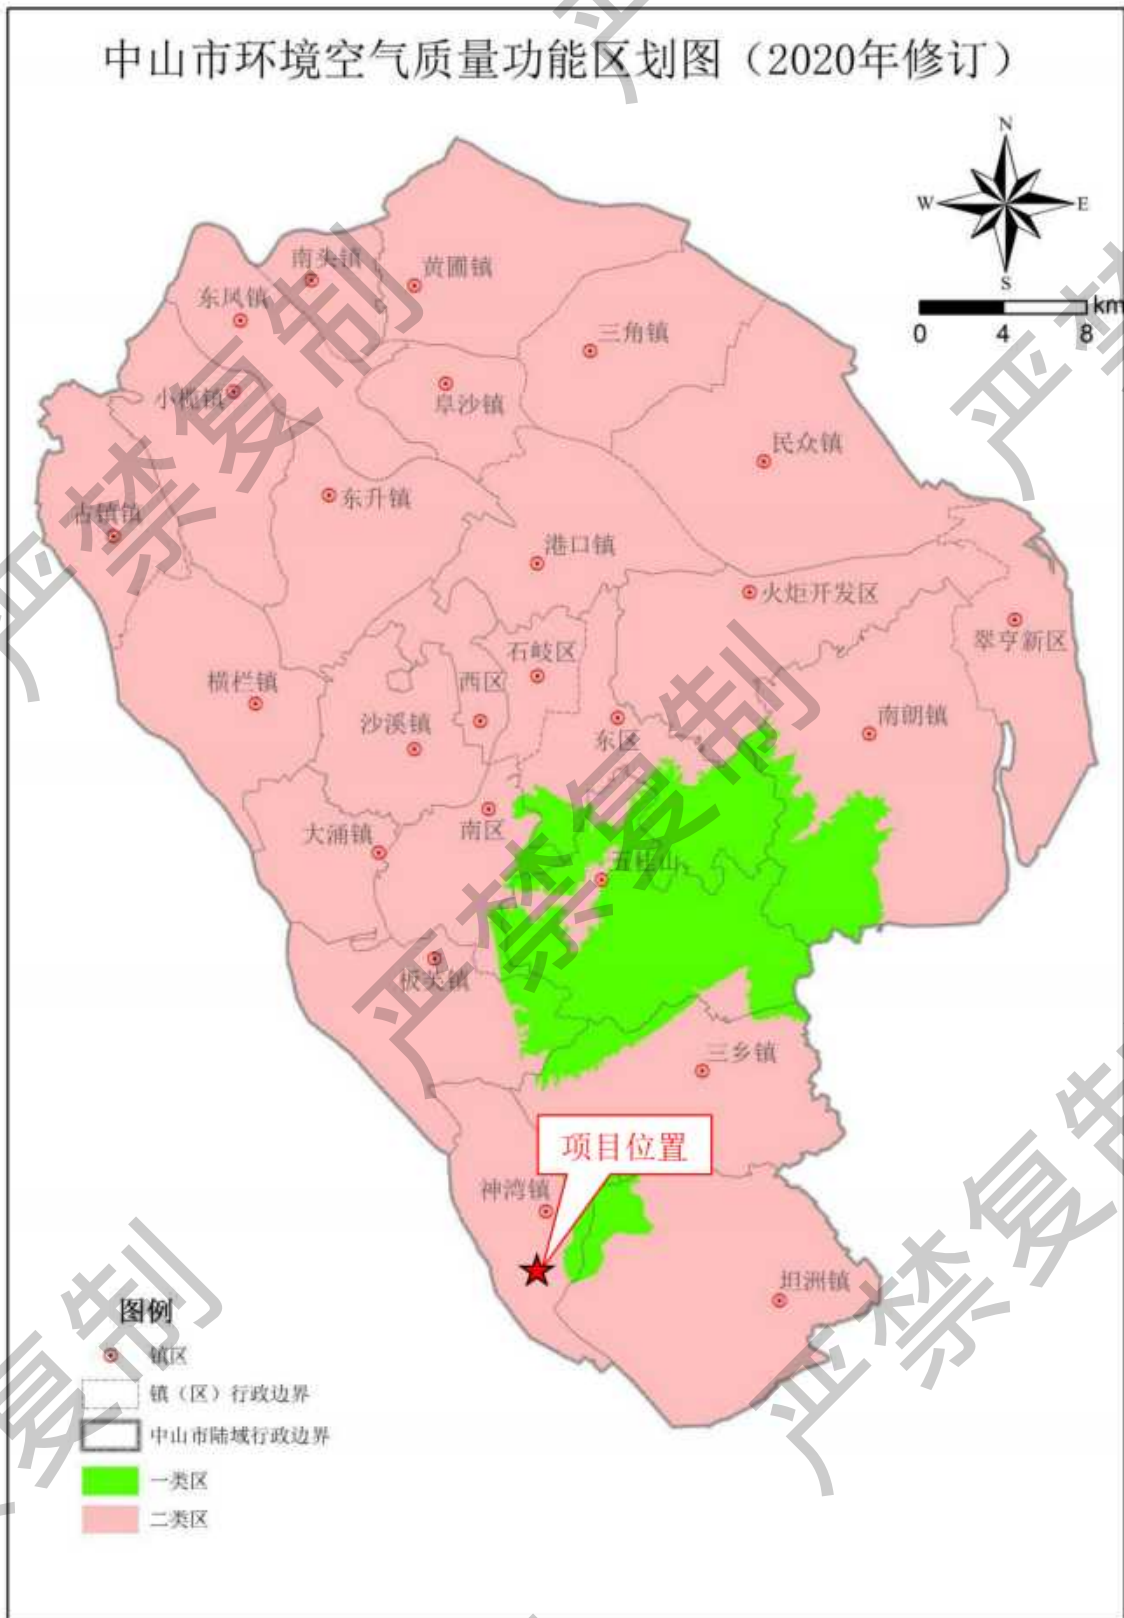 中山市环境空气质量功能区划图（2020年修订）
N
W
E
S
km
0 4 8
南头镇
黄圃镇
东凤镇
三角镇
小榄镇
阜沙镇
民众镇
东升镇
古镇镇
港口镇
火炬开发区
翠亨新区
石岐区
横栏镇
西区
沙溪镇
东区
南朗镇
南区
大涌镇
五桂山
板芙镇
三乡镇
项目位置
神湾镇
坦洲镇
图例
镇区
镇（区）行政边界
中山市陆域行政边界
一类区
二类区
严禁复制
严禁复制
严禁复制
严禁
复制
严